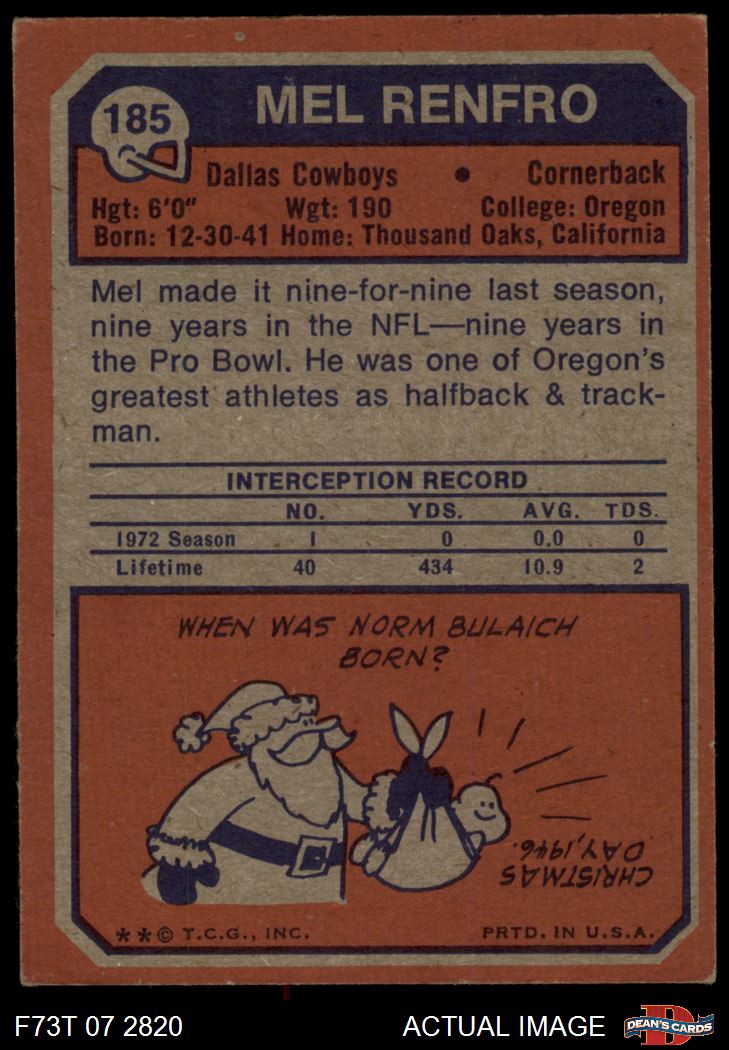 185
MEL RENFRO
Dallas Cowboys • Cornerback
Hgt: 6'0" Wgt: 190 College: Oregon
Born: 12-30-41 Home: Thousand Oaks, California
Mel made it nine-for-nine last season,
nine years in the NFL—nine years in
the Pro Bowl. He was one of Oregon's
greatest athletes as halfback & track-
man.
INTERCEPTION RECORD
NO. YDS. AVG. TDS.
1972 Season 1 0 0.0 0
Lifetime 40 434 10.9 2
WHEN WAS NORM BULAICH
BORN?
CHRISTMAS
DAY, 1946.
**© T.C.G., INC. PRTD. IN U.S.A.
F73T 07 2820 ACTUAL IMAGE
D
DEAN'S CARDS